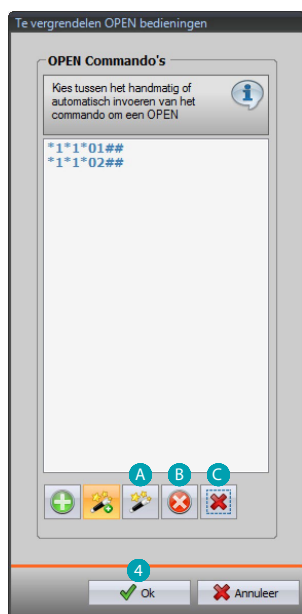 Te vergrendelen OPEN bedieningen
OPEN Commando's
Kies tussen het handmatig of
automatisch invoeren van het
commando om een OPEN
*1*1*01##
*1*1*02##
A B C
4
Ok Annuleer